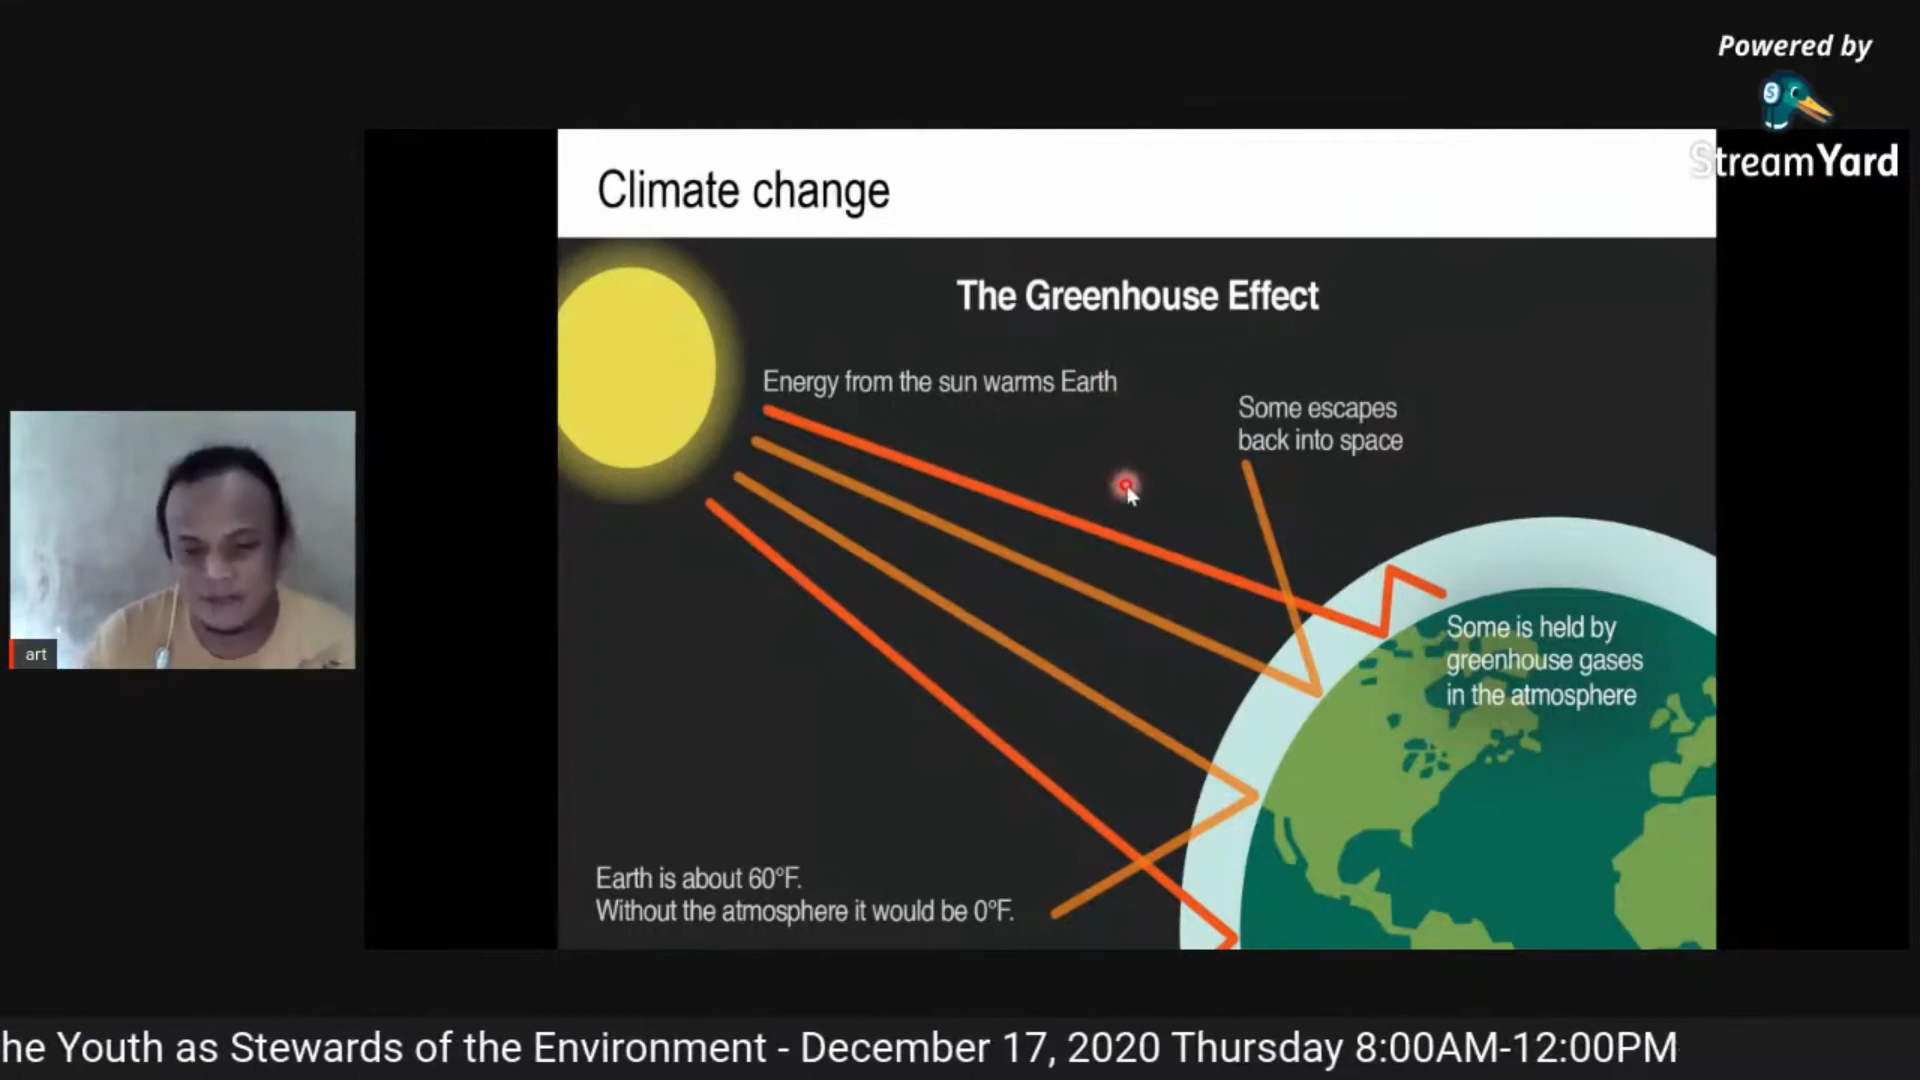 Powered by
StreamYard
Climate change
The Greenhouse Effect
Energy from the sun warms Earth
Some escapes
back into space
Some is held by
greenhouse gases
in the atmosphere
Earth is about 60°F.
Without the atmosphere it would be 0°F.
art
he Youth as Stewards of the Environment - December 17, 2020 Thursday 8:00AM-12:00PM